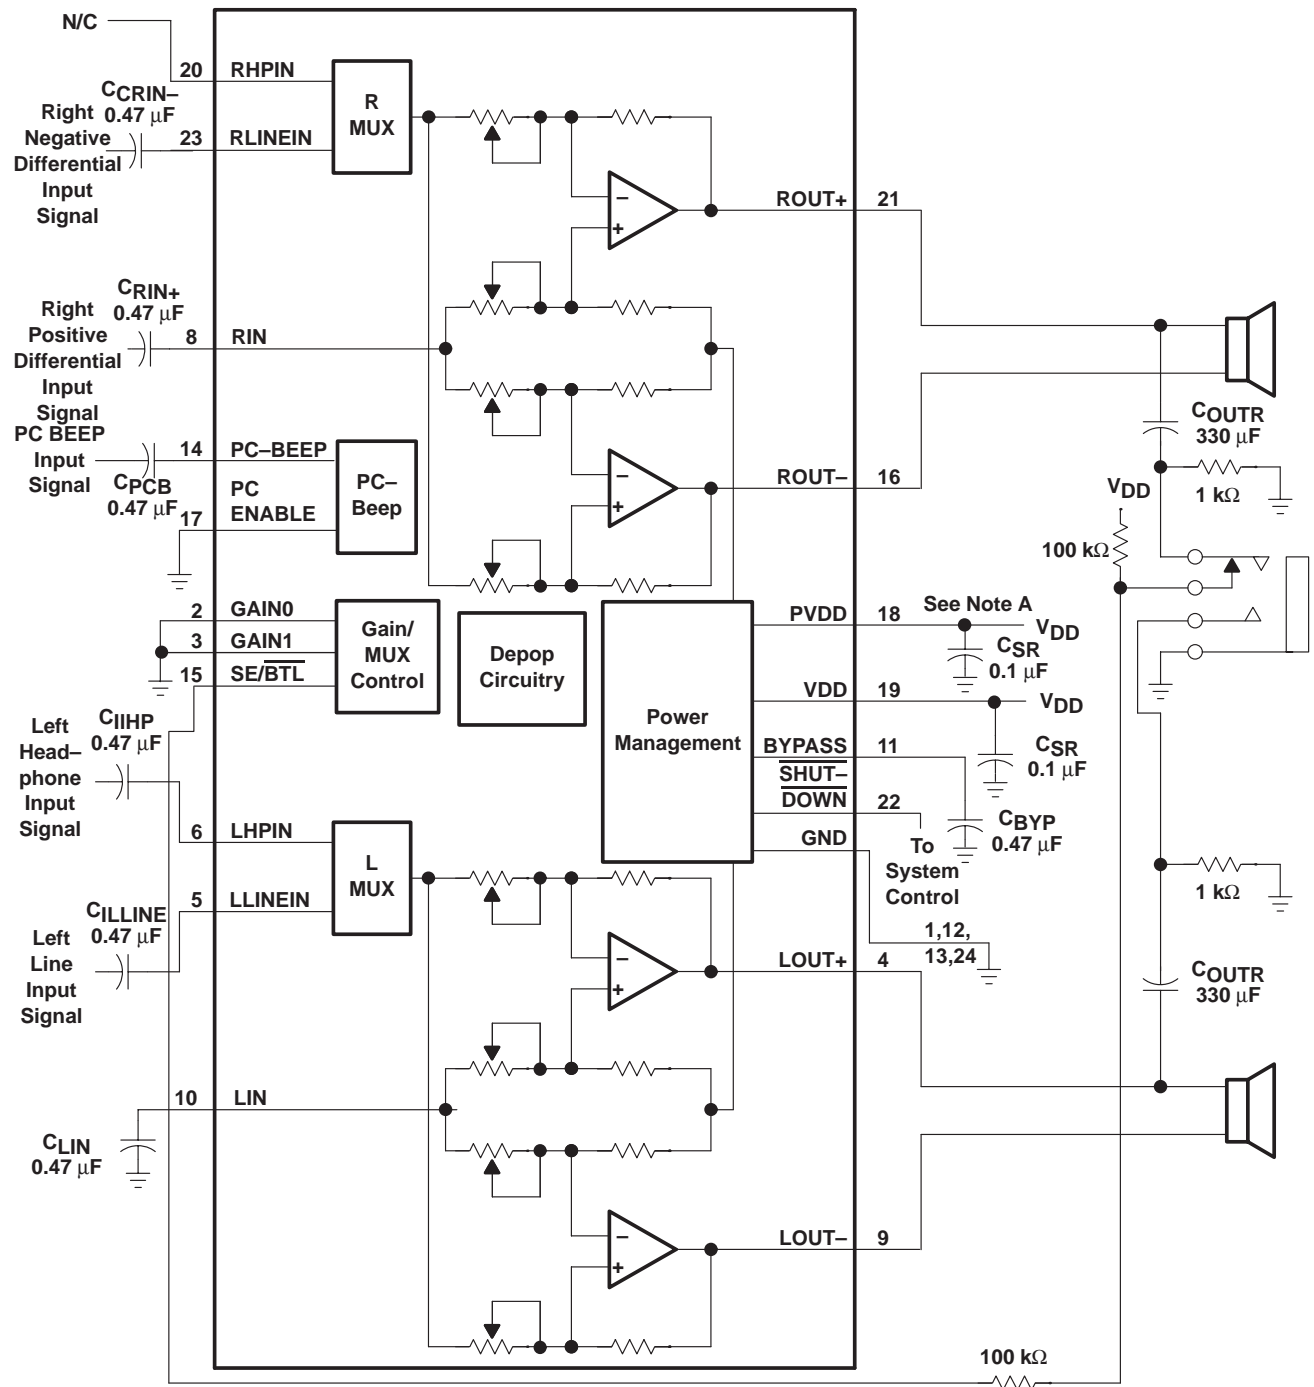 N/C
20
RHPIN
CCRIN−
0.47 μF
Right
Negative
Differential
Input
Signal
23
RLINEIN
R
MUX
−
+
ROUT+
21
CRIN+
0.47 μF
Right
Positive
Differential
Input
Signal
8
RIN
COUTR
330 μF
1 kΩ
VDD
100 kΩ
PC BEEP
Input
Signal
14
PC−BEEP
CPCB
0.47 μF
PC
ENABLE
17
PC−
Beep
−
+
ROUT−
16
2
GAIN0
3
GAIN1
15
SE/BTL
Gain/
MUX
Control
Depop
Circuitry
Power
Management
PVDD
18
See Note A
VDD
CSR
0.1 μF
VDD
19
VDD
CSR
0.1 μF
BYPASS
11
SHUT−
DOWN
22
CBYP
0.47 μF
GND
To
System
Control
1,12,
13,24
Left
Head−
phone
Input
Signal
CIIHP
0.47 μF
6
LHPIN
5
LLINEIN
L
MUX
CILLINE
0.47 μF
Left
Line
Input
Signal
−
+
LOUT+
4
1 kΩ
COUTR
330 μF
10
LIN
CLIN
0.47 μF
−
+
LOUT−
9
100 kΩ